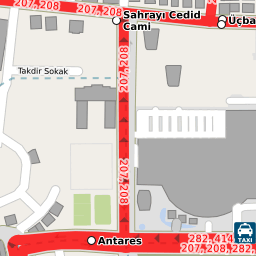 207, 208
207, 208
Sahrayı Cedid
Cami
Üçba
Takdir Sokak
207, 208
207, 208
Antares
282, 414
207, 208, 282,
TAXI